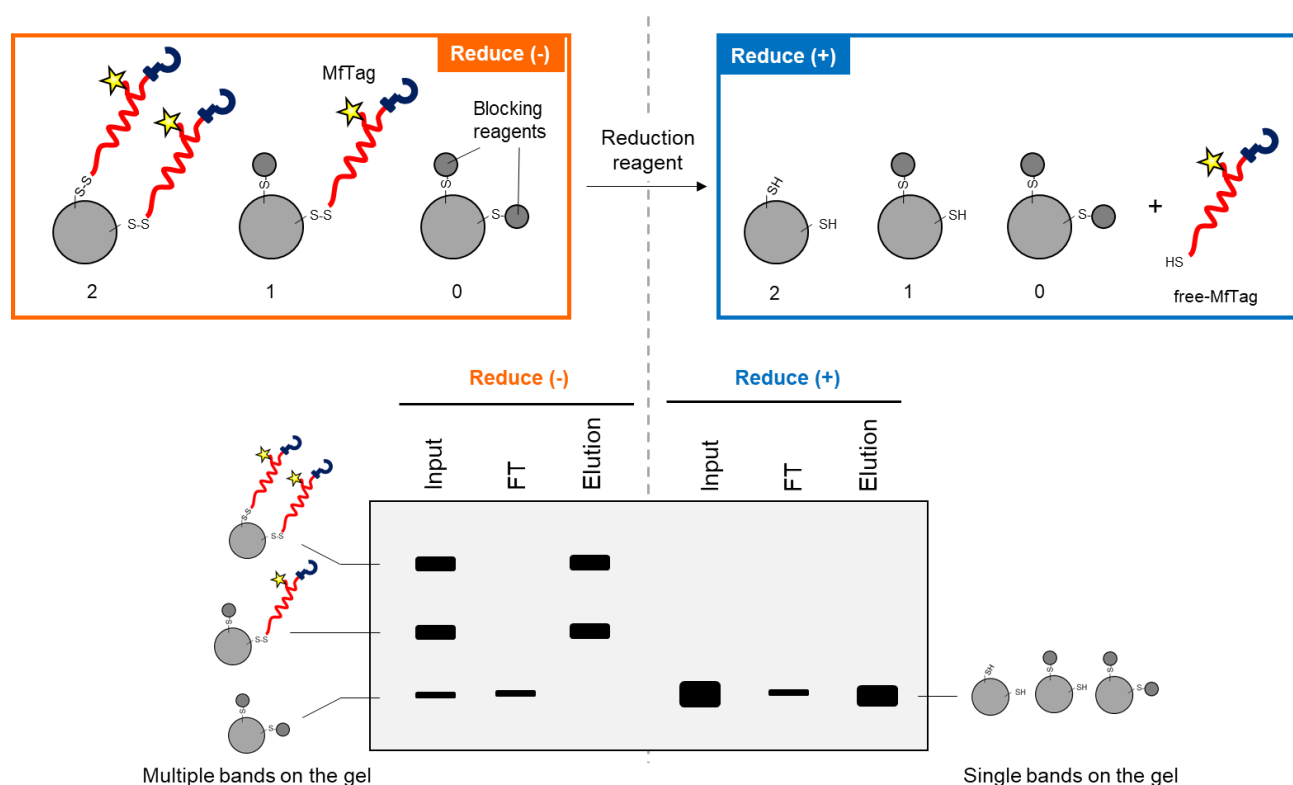 Reduce (-)
MfTag
Blocking
reagents
S-S
S-S
S
S-S
S
S
2
1
0
Reduction
reagent
Reduce (+)
SH
SH
S
SH
S
S
+
HS
2
1
0
free-MfTag
Reduce (-)
Reduce (+)
Input
FT
Elution
Input
FT
Elution
S-S
S-S
S
S-S
S
S
SH
SH
S
SH
S
S
Multiple bands on the gel
Single bands on the gel